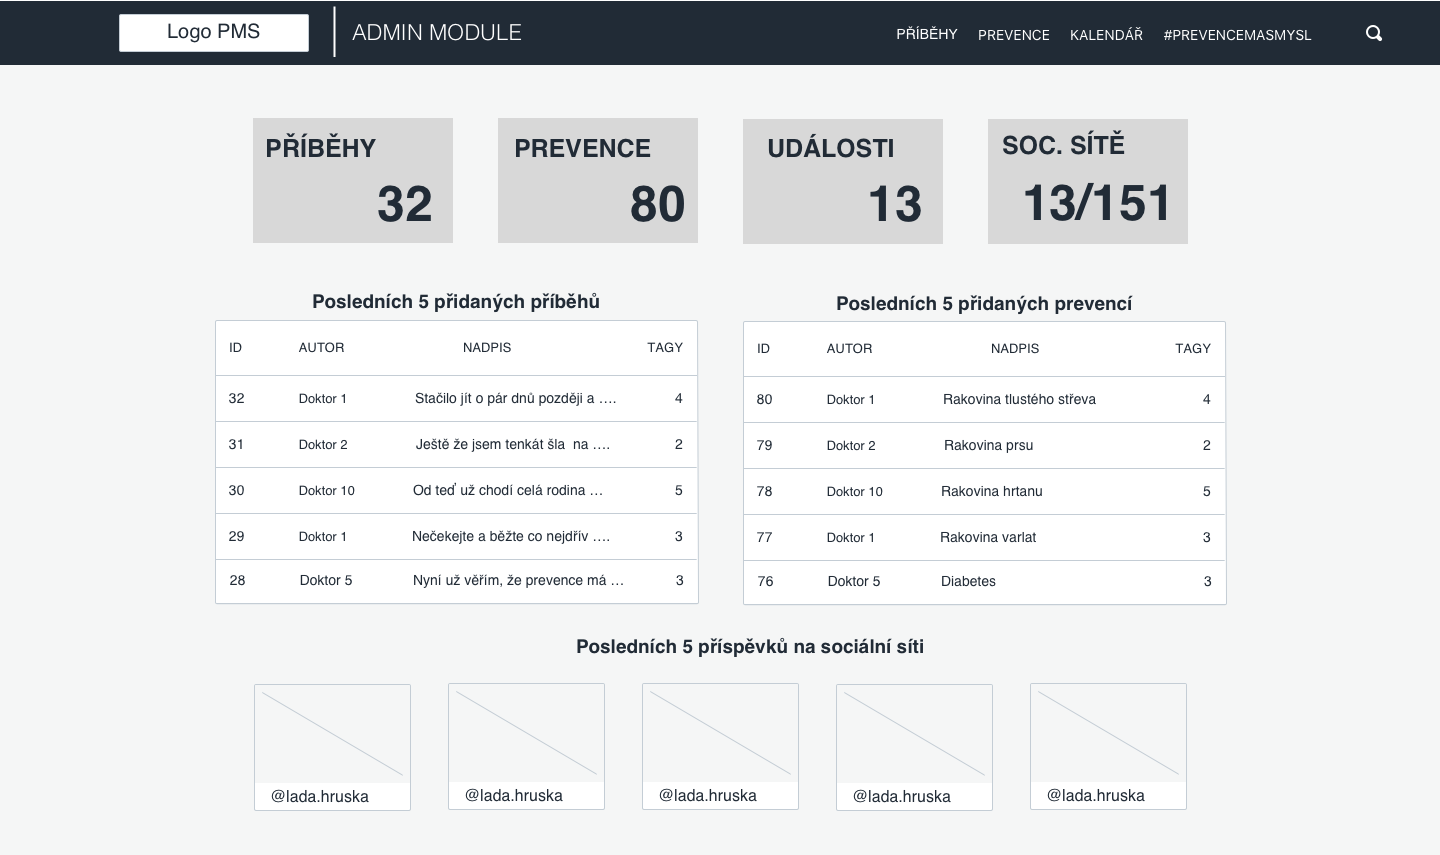 Logo PMS
ADMIN MODULE
PŘÍBĚHY PREVENCE KALENDÁŘ #PREVENCEMASMYSL
PŘÍBĚHY
32
PREVENCE
80
UDÁLOSTI
13
SOC. SÍTĚ
13/151
Posledních 5 přidaných příběhů
ID AUTOR NADPIS TAGY
32 Doktor 1 Stačilo jít o pár dnů později a ….  4
31 Doktor 2 Ještě že jsem tenkát šla  na …. 2
30 Doktor 10 Od teď už chodí celá rodina … 5
29 Doktor 1 Nečekejte a běžte co nejdřív …. 3
28 Doktor 5 Nyní už věřím, že prevence má … 3
Posledních 5 přidaných prevencí
ID AUTOR NADPIS TAGY
80 Doktor 1 Rakovina tlustého střeva 4
79 Doktor 2 Rakovina prsu 2
78 Doktor 10 Rakovina hrtanu 5
77 Doktor 1 Rakovina varlat 3
76 Doktor 5 Diabetes 3
Posledních 5 příspěvků na sociální síti
@lada.hruska @lada.hruska @lada.hruska @lada.hruska @lada.hruska